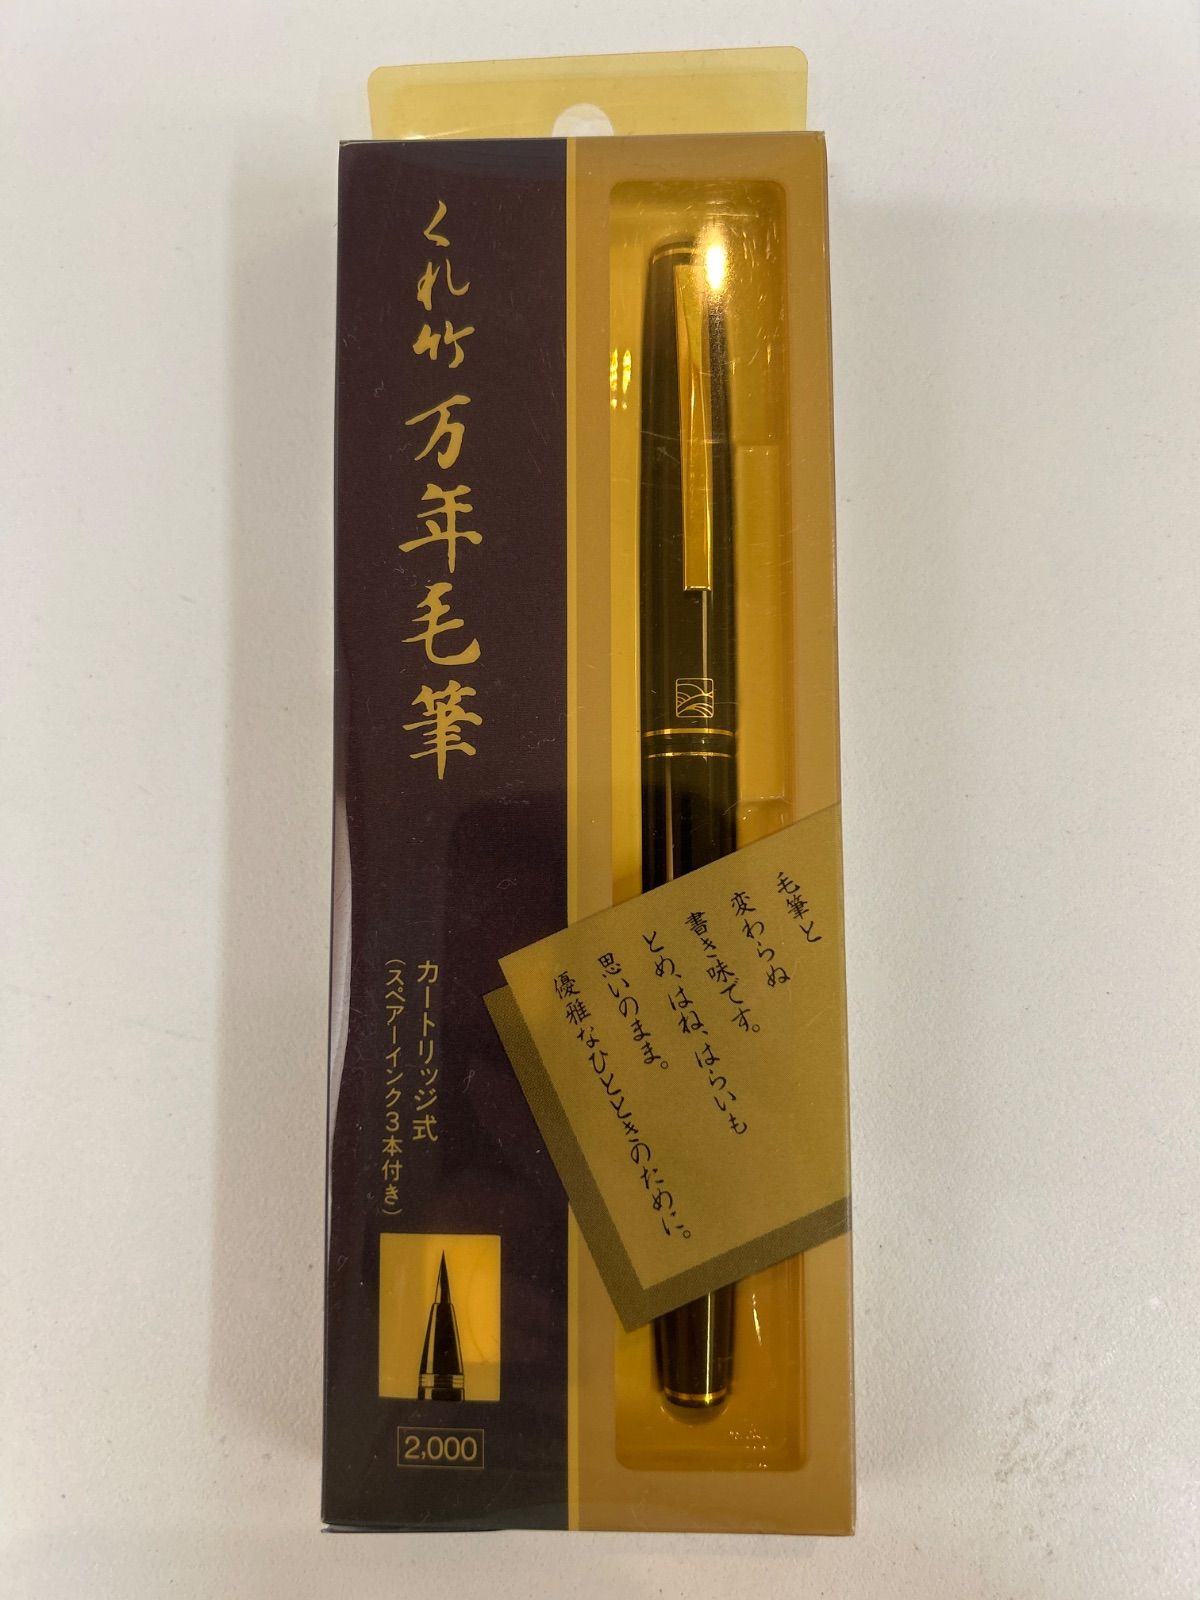 くれ竹 万年毛筆
カートリッジ式
(スペアーインク3本付き)
2,000
毛筆と
変わらぬ
書き味です。
とめ、はね、はらいも
思いのまま。
優雅なひとときのために。